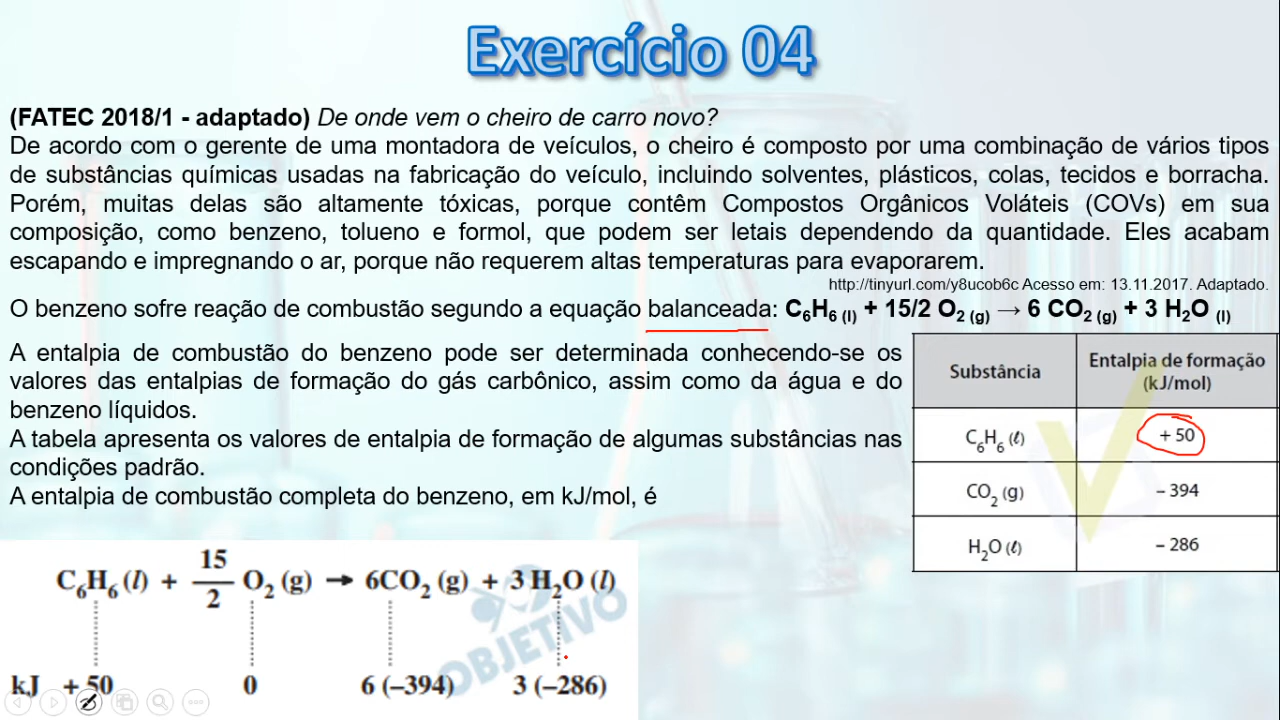 Exercício 04
(FATEC 2018/1 - adaptado) De onde vem o cheiro de carro novo?
De acordo com o gerente de uma montadora de veículos, o cheiro é composto por uma combinação de vários tipos
de substâncias químicas usadas na fabricação do veículo, incluindo solventes, plásticos, colas, tecidos e borracha.
Porém, muitas delas são altamente tóxicas, porque contêm Compostos Orgânicos Voláteis (COVs) em sua
composição, como benzeno, tolueno e formol, que podem ser letais dependendo da quantidade. Eles acabam
escapando e impregnando o ar, porque não requerem altas temperaturas para evaporarem.
http://tinyurl.com/y8ucob6c Acesso em: 13.11.2017. Adaptado.
O benzeno sofre reação de combustão segundo a equação balanceada: C₆H₆ (l) + 15/2 O₂ (g) → 6 CO₂ (g) + 3 H₂O (l)
A entalpia de combustão do benzeno pode ser determinada conhecendo-se os
valores das entalpias de formação do gás carbônico, assim como da água e do
benzeno líquidos.
A tabela apresenta os valores de entalpia de formação de algumas substâncias nas
condições padrão.
A entalpia de combustão completa do benzeno, em kJ/mol, é
Substância
Entalpia de formação
(kJ/mol)
C₆H₆ (ℓ)
+ 50
CO₂ (g)
– 394
H₂O (ℓ)
– 286
C₆H₆ (l) + 15/2 O₂ (g) → 6CO₂ (g) + 3 H₂O (l)
kJ + 50 0 6 (–394) 3 (–286)
OBJETIVO